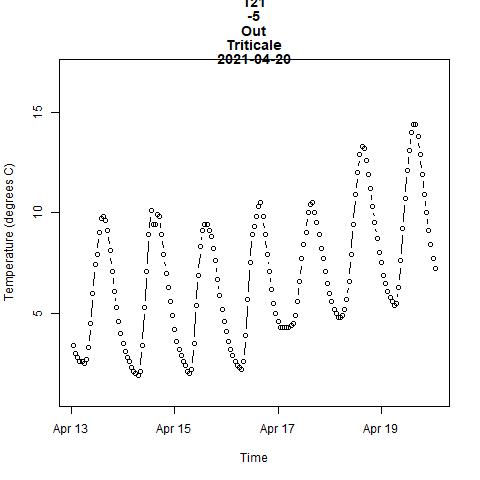 121
-5
Out
Triticale
2021-04-20
Temperature (degrees C)
15
10
5
Apr 13
Apr 15
Apr 17
Apr 19
Time